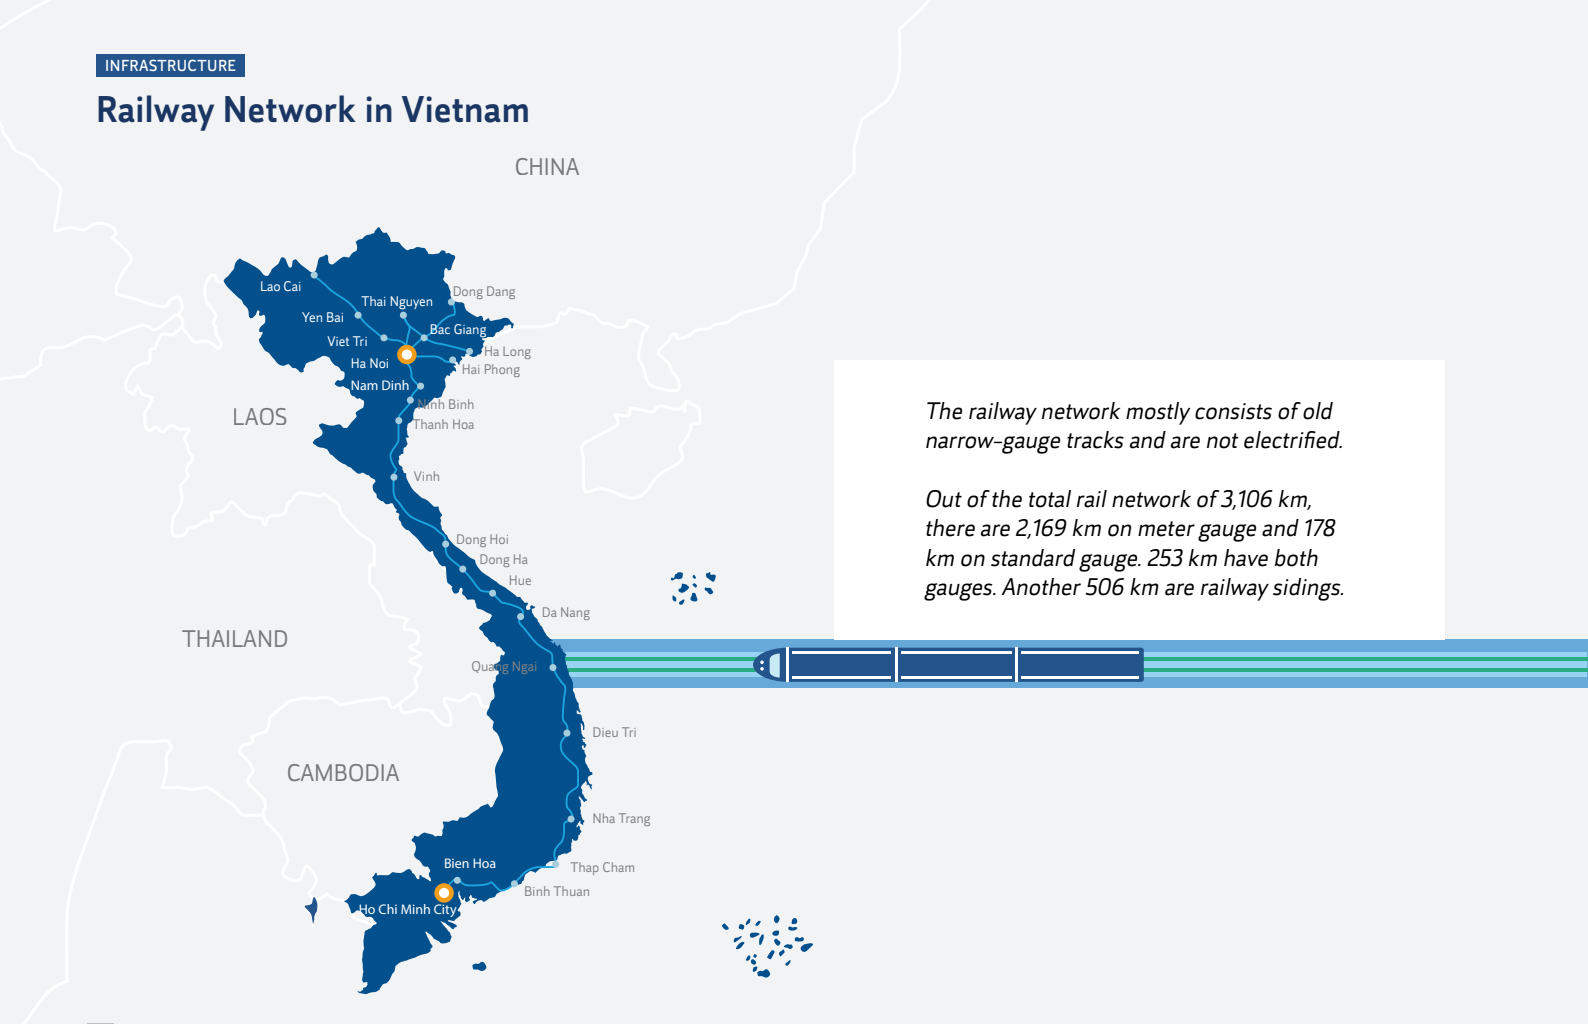 INFRASTRUCTURE
Railway Network in Vietnam
CHINA
Lao Cai
Dong Dang
Thai Nguyen
Yen Bai
Bac Giang
Viet Tri
Ha Long
Ha Noi
Hai Phong
Nam Dinh
Ninh Binh
LAOS
Thanh Hoa
Vinh
Dong Hoi
Dong Ha
Hue
Da Nang
THAILAND
Quang Ngai
Dieu Tri
CAMBODIA
Nha Trang
Bien Hoa
Thap Cham
Binh Thuan
Ho Chi Minh City
The railway network mostly consists of old
narrow-gauge tracks and are not electrified.
Out of the total rail network of 3,106 km,
there are 2,169 km on meter gauge and 178
km on standard gauge. 253 km have both
gauges. Another 506 km are railway sidings.